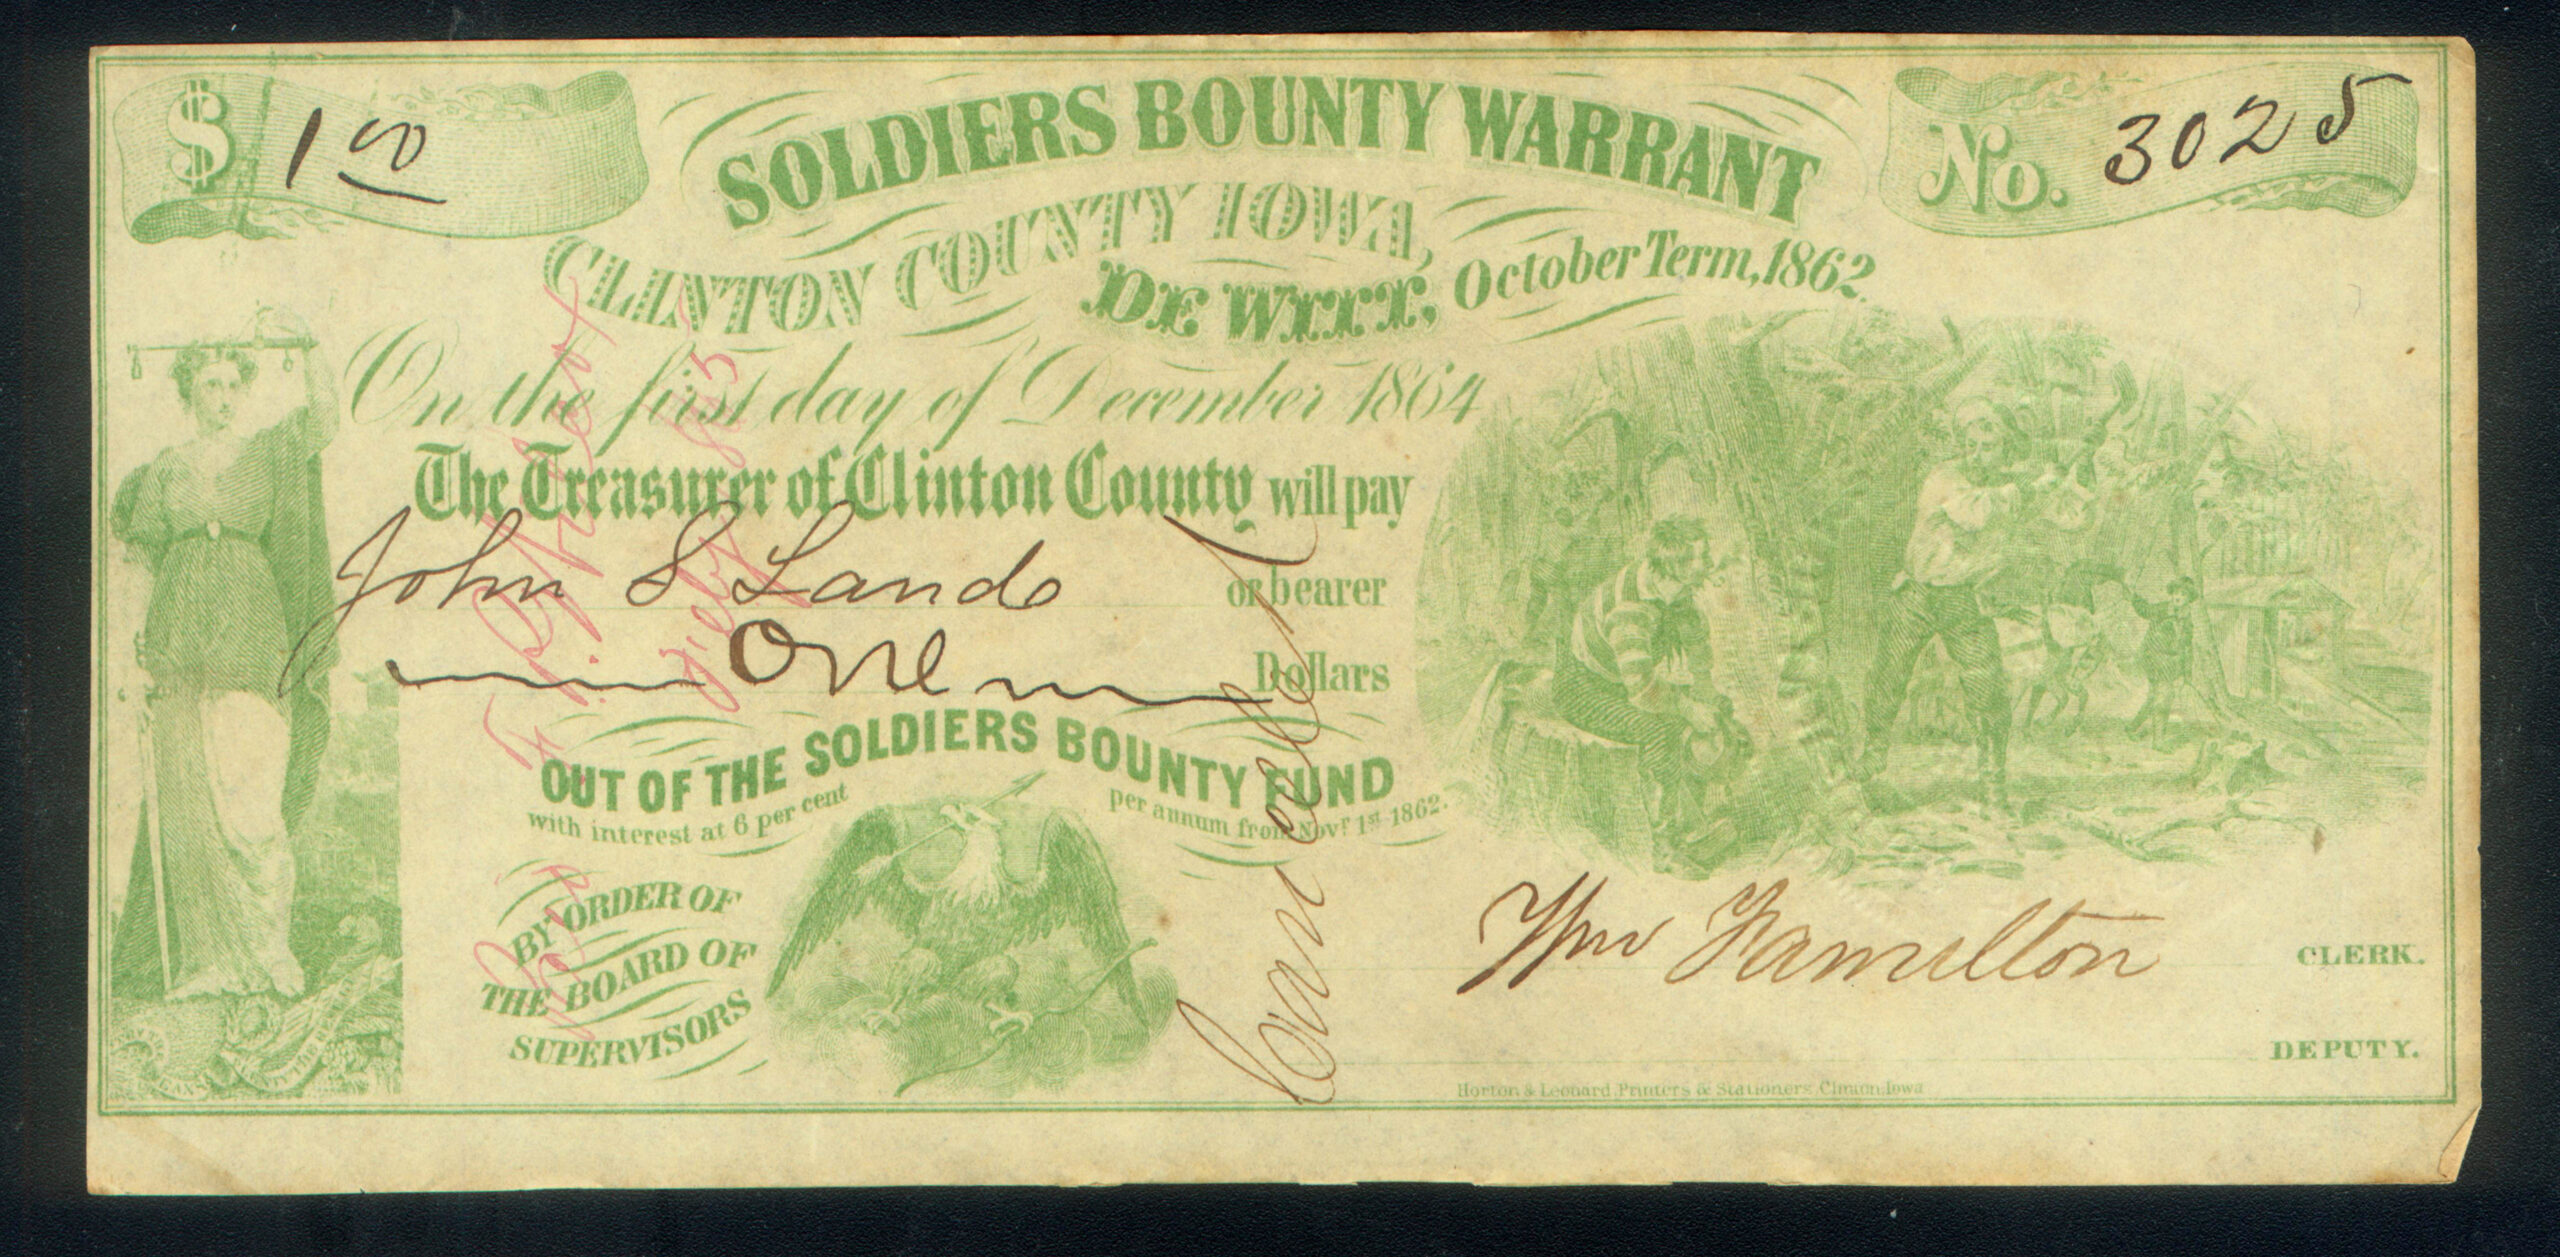 $ 1 00
SOLDIERS BOUNTY WARRANT
No. 3025
CLINTON COUNTY IOWA,
DE WITT, October Term, 1862.
On the first day of December 1864
The Treasurer of Clinton County will pay
John S Lando or bearer
One Dollars
OUT OF THE SOLDIERS BOUNTY FUND
with interest at 6 per cent per annum from Novr 1st 1862.
BY ORDER OF
THE BOARD OF
SUPERVISORS
Cancelled
Wm Hamilton CLERK.
DEPUTY.
Horton & Leonard Printers & Stationers Clinton Iowa